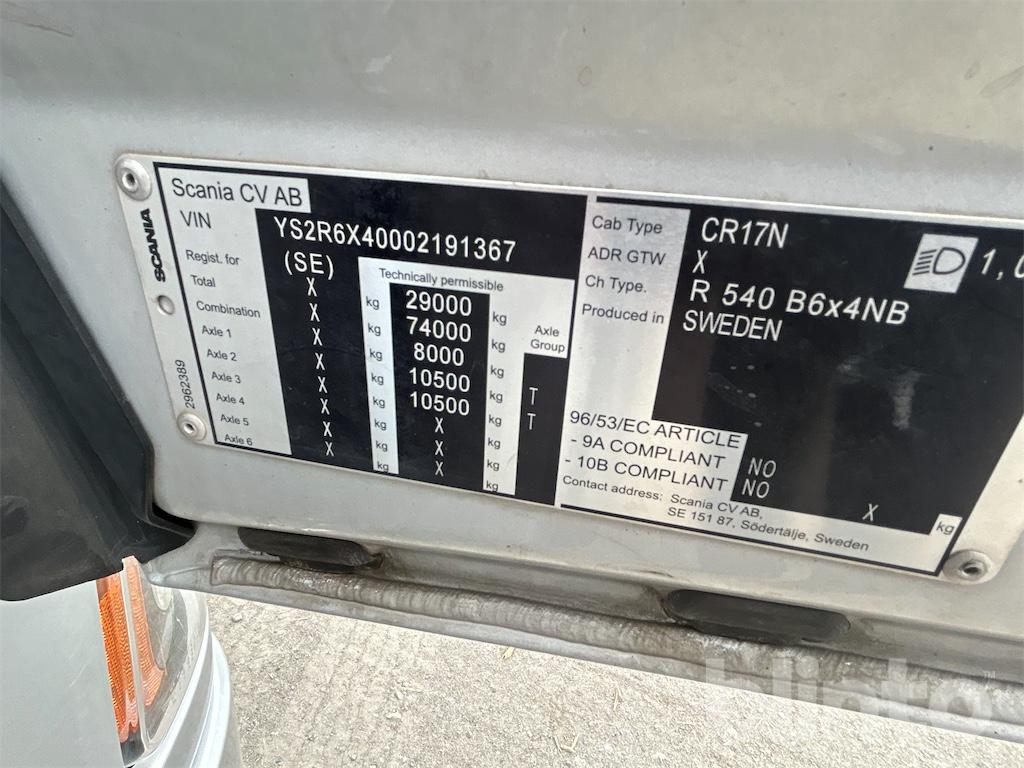 Scania CV AB
VIN YS2R6X40002191367
Regist. for (SE) Technically permissible
Total X kg 29000 kg
Combination X kg 74000 kg Axle Group
Axle 1 X kg 8000 kg
Axle 2 X kg 10500 kg T
Axle 3 X kg 10500 kg T
Axle 4 X kg X kg
Axle 5 X kg X kg
Axle 6 X kg X kg
SCANIA
2962389
Cab Type CR17N
ADR GTW X
Ch Type. R 540 B6x4NB
Produced in SWEDEN
1,0
96/53/EC ARTICLE
- 9A COMPLIANT NO
- 10B COMPLIANT NO
X kg
Contact address: Scania CV AB,
SE 151 87, Södertälje, Sweden
blinto